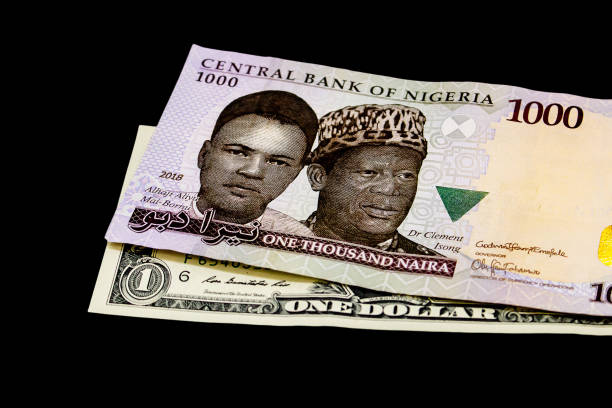 CENTRAL BANK OF NIGERIA
1000
1000
2018
Alhaji Aliyu
Mai-Bornu
Dr Clement
Isong
نيرا دبو
ONE THOUSAND NAIRA
GOVERNOR
10
1
6
ONE DOLLAR